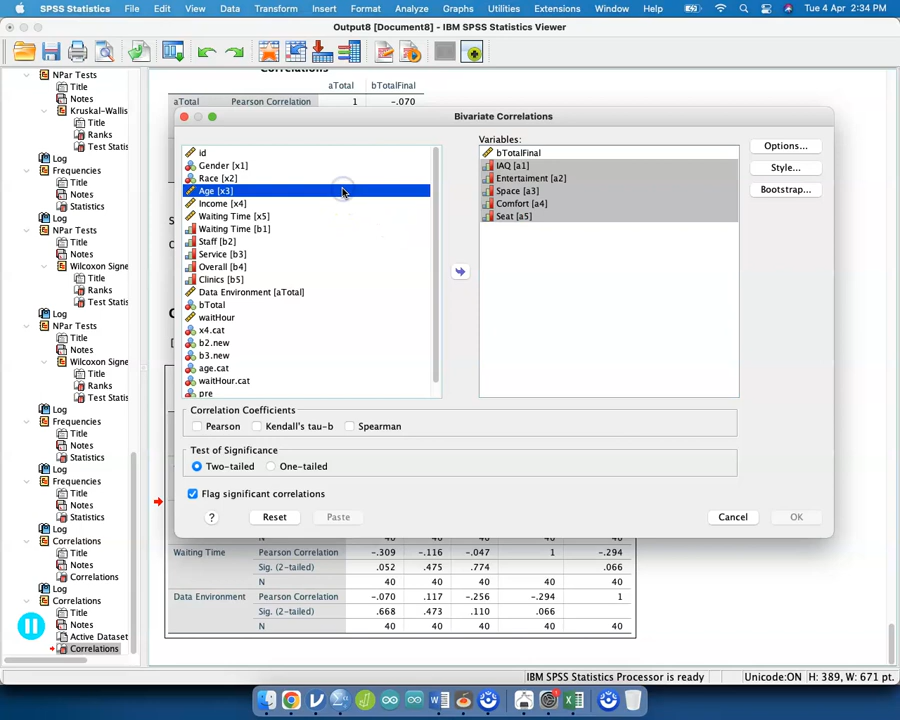 SPSS Statistics File Edit View Data Transform Insert Format Analyze Graphs Utilities Extensions Window Help Tue 4 Apr 2:34 PM
Output8 [Document8] - IBM SPSS Statistics Viewer
NPar Tests
Title
Notes
Kruskal-Wallis
Title
Ranks
Test Statis
Log
Frequencies
Title
Notes
Statistics
Log
NPar Tests
Title
Notes
Wilcoxon Signe
Title
Ranks
Test Statis
Log
NPar Tests
Title
Notes
Wilcoxon Signe
Title
Ranks
Test Statis
Log
Frequencies
Title
Notes
Statistics
Log
Frequencies
Title
Notes
Statistics
Log
Correlations
Title
Notes
Correlations
Log
Correlations
Title
Notes
Active Dataset
Correlations
Correlations
aTotal bTotalFinal
aTotal Pearson Correlation 1 -.070
Bivariate Correlations
id
Gender [x1]
Race [x2]
Age [x3]
Income [x4]
Waiting Time [x5]
Waiting Time [b1]
Staff [b2]
Service [b3]
Overall [b4]
Clinics [b5]
Data Environment [aTotal]
bTotal
waitHour
x4.cat
b2.new
b3.new
age.cat
waitHour.cat
pre
Variables:
bTotalFinal
IAQ [a1]
Entertaiment [a2]
Space [a3]
Comfort [a4]
Seat [a5]
Options...
Style...
Bootstrap...
Correlation Coefficients
Pearson Kendall's tau-b Spearman
Test of Significance
Two-tailed One-tailed
Flag significant correlations
? Reset Paste Cancel OK
N 40 40 40 40 40
Waiting Time Pearson Correlation -.309 -.116 -.047 1 -.294
Sig. (2-tailed) .052 .475 .774 .066
N 40 40 40 40 40
Data Environment Pearson Correlation -.070 .117 -.256 -.294 1
Sig. (2-tailed) .668 .473 .110 .066
N 40 40 40 40 40
IBM SPSS Statistics Processor is ready Unicode:ON H: 389, W: 671 pt.